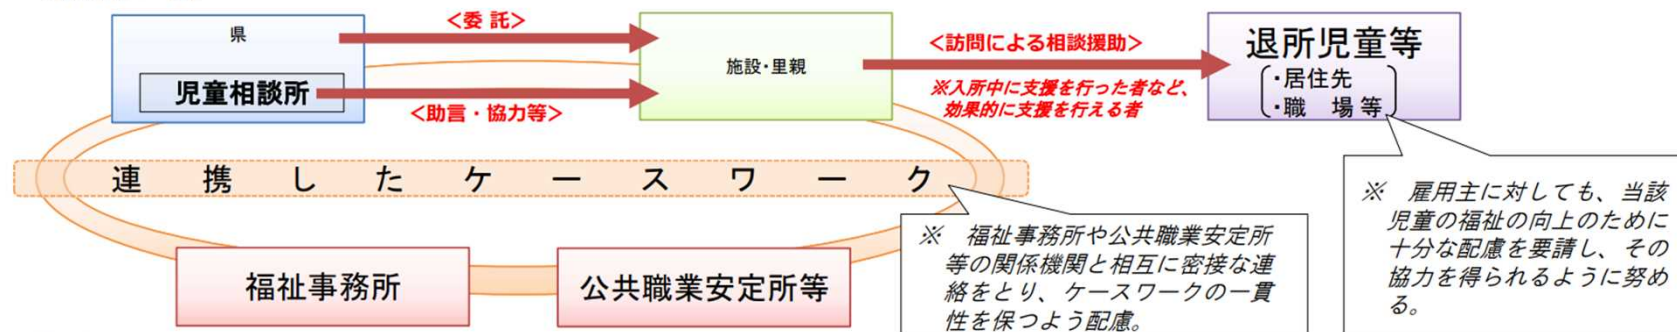 県
児童相談所
<委 託>
<助言・協力等>
施設・里親
<訪問による相談援助>
※入所中に支援を行った者など、
効果的に支援を行える者
退所児童等
・居住先
・職　場 等
連携したケースワーク
福祉事務所
公共職業安定所等
※　福祉事務所や公共職業安定所
等の関係機関と相互に密接な連
絡をとり、ケースワークの一貫
性を保つよう配慮。
※　雇用主に対しても、当該
児童の福祉の向上のために
十分な配慮を要請し、その
協力を得られるように努め
る。